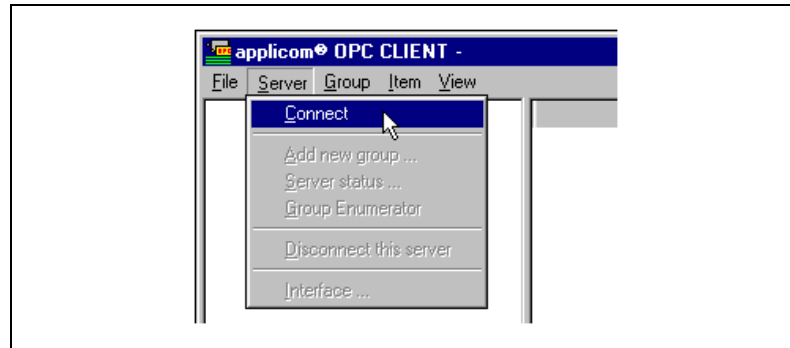 applicom® OPC CLIENT -
File Server Group Item View
Connect
Add new group ...
Server status ...
Group Enumerator
Disconnect this server
Interface ...